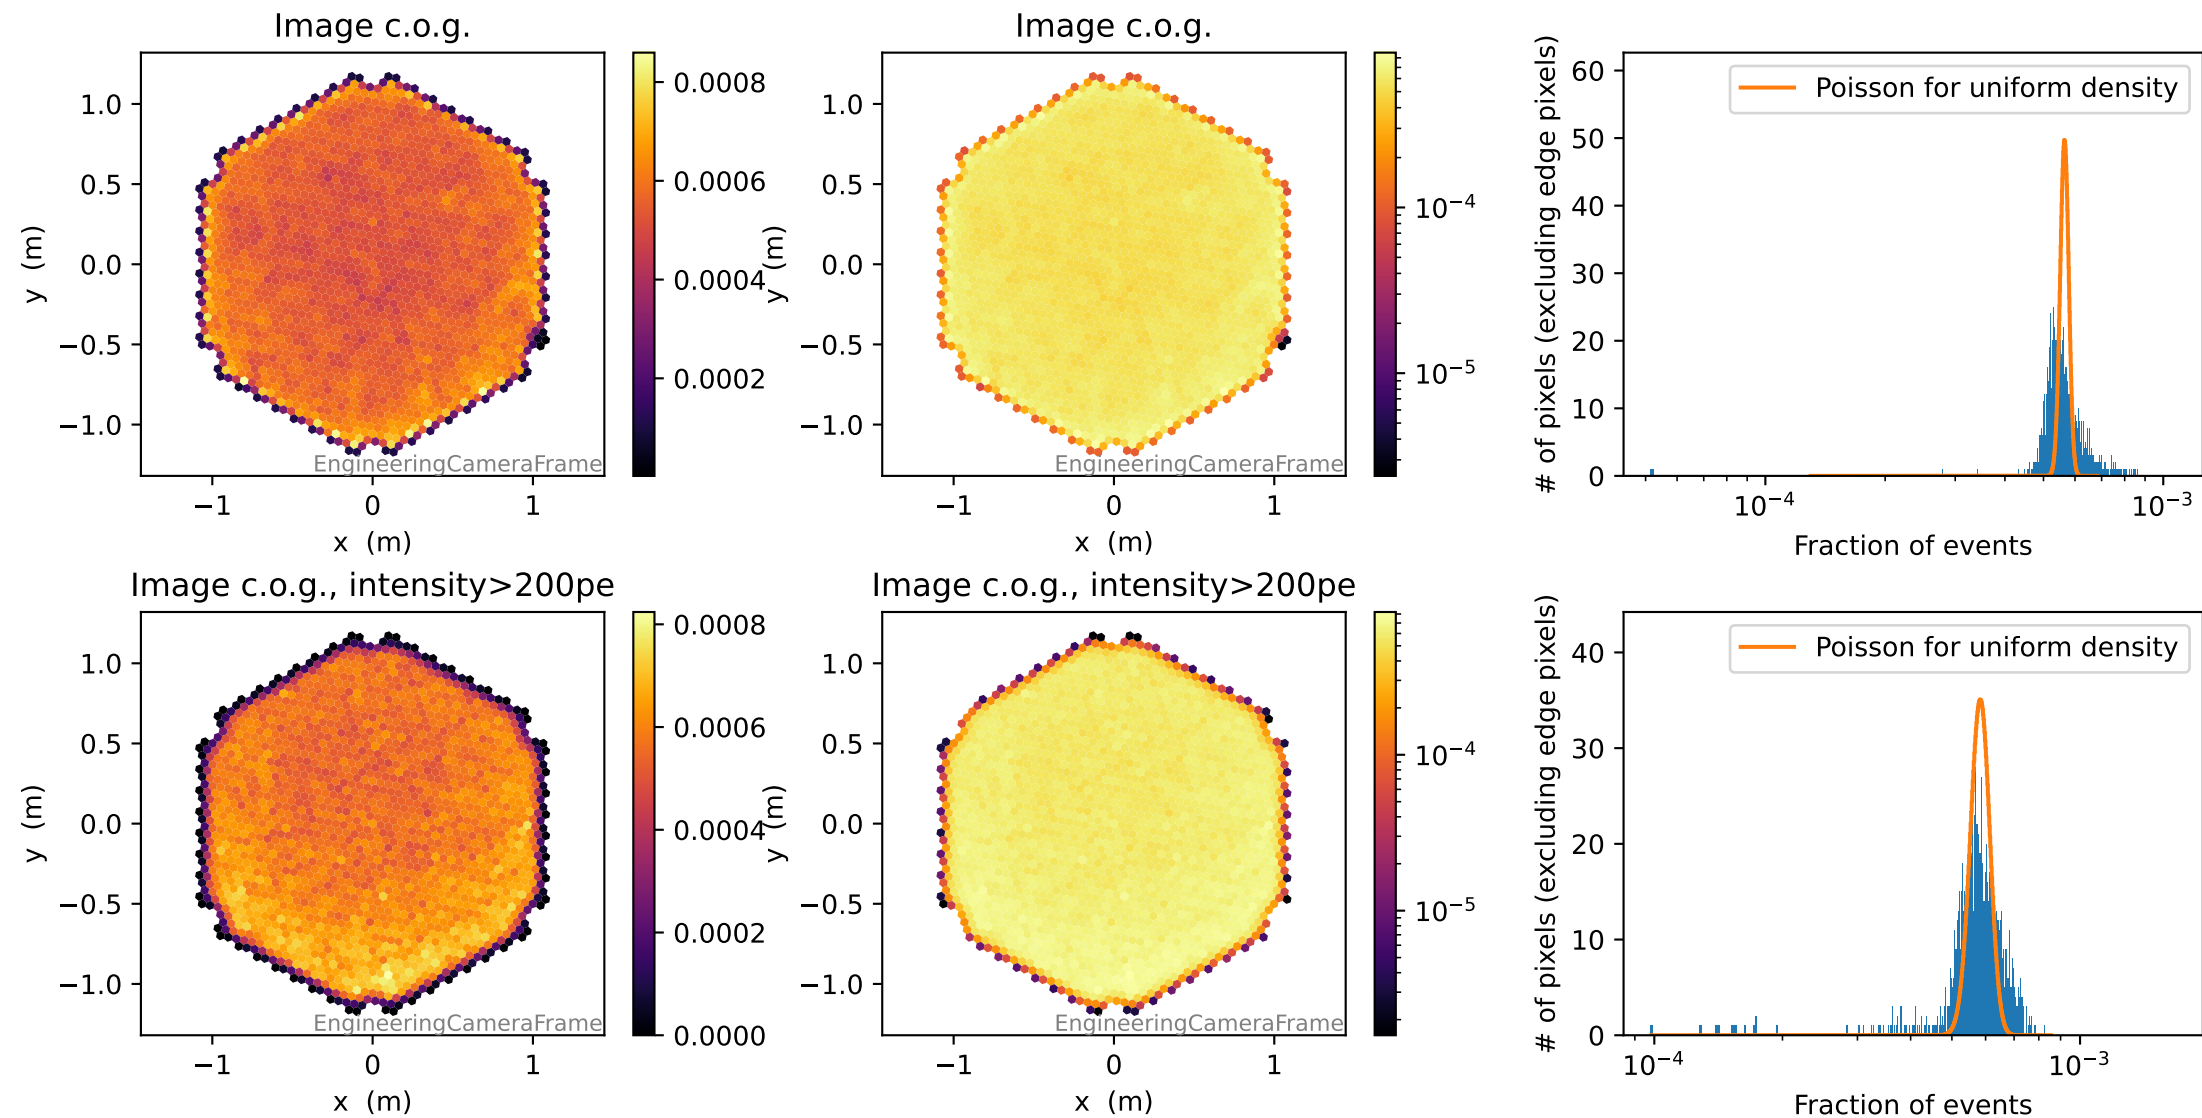 Image c.o.g.
1.0
0.5
0.0
−0.5
−1.0
y (m)
−1
0
1
x (m)
EngineeringCameraFrame
0.0008
0.0006
0.0004
0.0002
Image c.o.g.
1.0
0.5
0.0
−0.5
−1.0
y (m)
−1
0
1
x (m)
EngineeringCameraFrame
10⁻⁴
10⁻⁵
# of pixels (excluding edge pixels)
60
50
40
30
20
10
0
Poisson for uniform density
10⁻⁴
10⁻³
Fraction of events
Image c.o.g., intensity>200pe
1.0
0.5
0.0
−0.5
−1.0
y (m)
−1
0
1
x (m)
EngineeringCameraFrame
0.0008
0.0006
0.0004
0.0002
0.0000
Image c.o.g., intensity>200pe
1.0
0.5
0.0
−0.5
−1.0
y (m)
−1
0
1
x (m)
EngineeringCameraFrame
10⁻⁴
10⁻⁵
# of pixels (excluding edge pixels)
40
30
20
10
0
Poisson for uniform density
10⁻⁴
10⁻³
Fraction of events